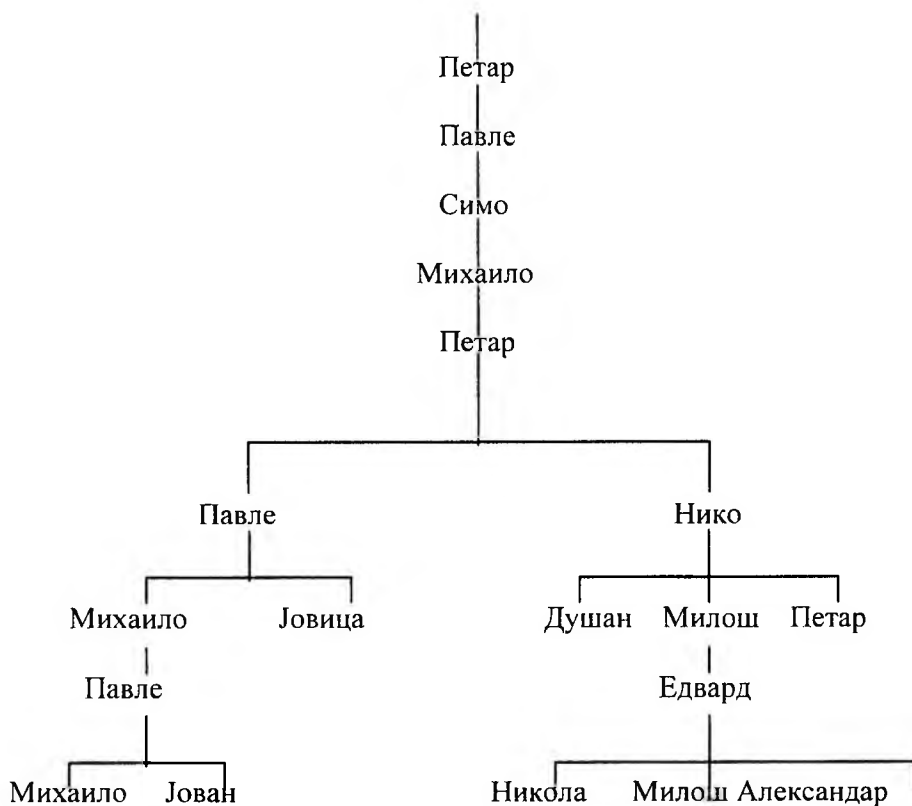 Петар
Павле
Симо
Михаило
Петар
Павле Нико
Михаило Јовица Душан Милош Петар
Павле Едвард
Михаило Јован Никола Милош Александар